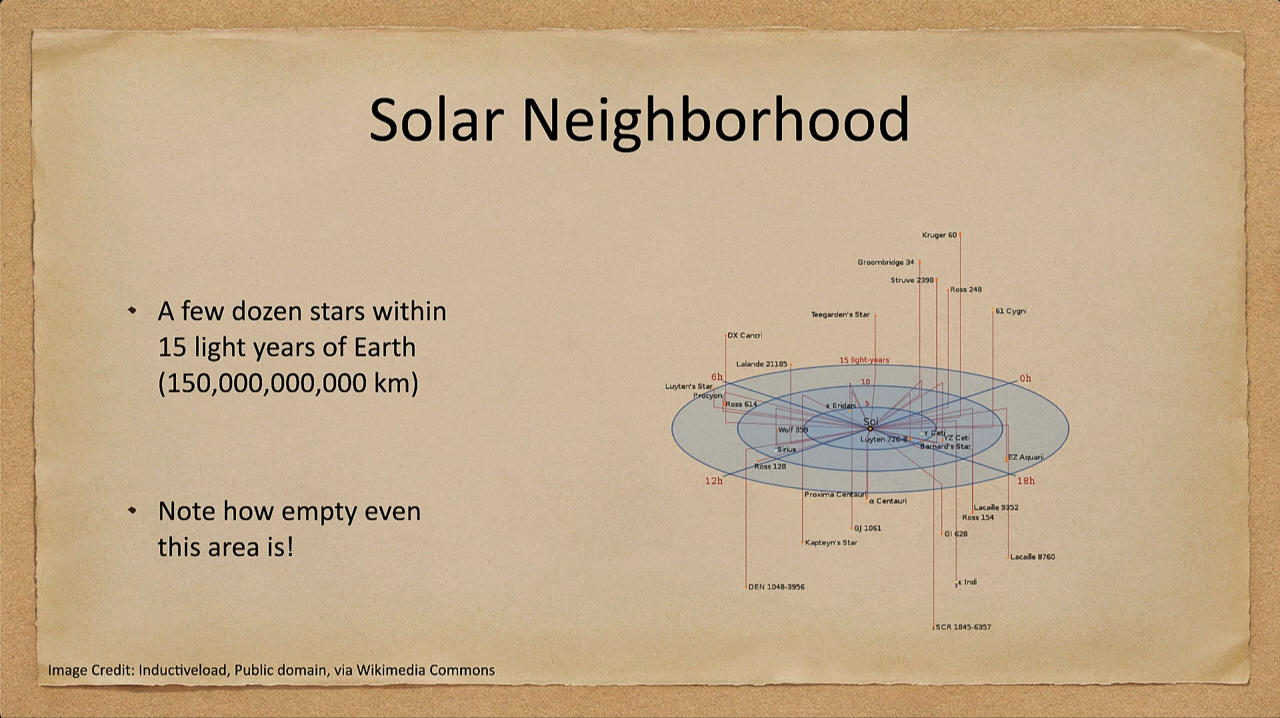 Solar Neighborhood
• A few dozen stars within
15 light years of Earth
(150,000,000,000 km)
• Note how empty even
this area is!
Kruger 60
Groombridge 34
Struve 2398
Ross 248
Teegarden's Star
61 Cygni
DX Cancri
Lalande 21185
15 light-years
6h
0h
10
Luyten's Star
Procyon
Ross 614
ε Eridani
5
Sol
Wolf 359
τ Ceti
YZ Ceti
Luyten 726-8
Barnard's Star
Sirius
EZ Aquarii
Ross 128
12h
18h
Proxima Centauri
α Centauri
Lacaille 9352
Ross 154
GJ 1061
Gl 628
Kapteyn's Star
Lacaille 8760
ε Indi
DEN 1048-3956
SCR 1845-6357
Image Credit: Inductiveload, Public domain, via Wikimedia Commons